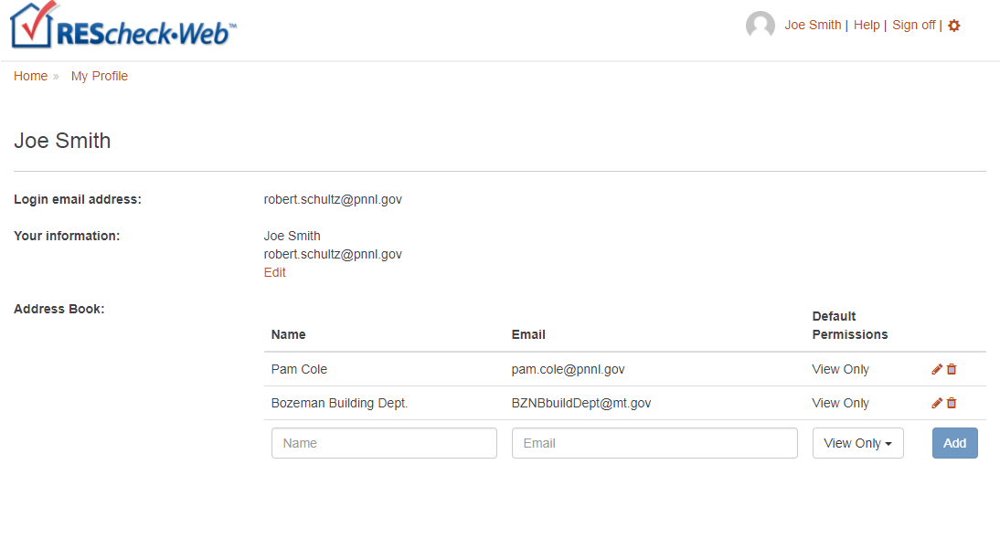 REScheck•Web™
Joe Smith | Help | Sign off |
Home » My Profile
Joe Smith
Login email address: robert.schultz@pnnl.gov
Your information: Joe Smith
robert.schultz@pnnl.gov
Edit
Address Book:
Name Email Default Permissions
Pam Cole pam.cole@pnnl.gov View Only
Bozeman Building Dept. BZNBbuildDept@mt.gov View Only
Name Email View Only Add